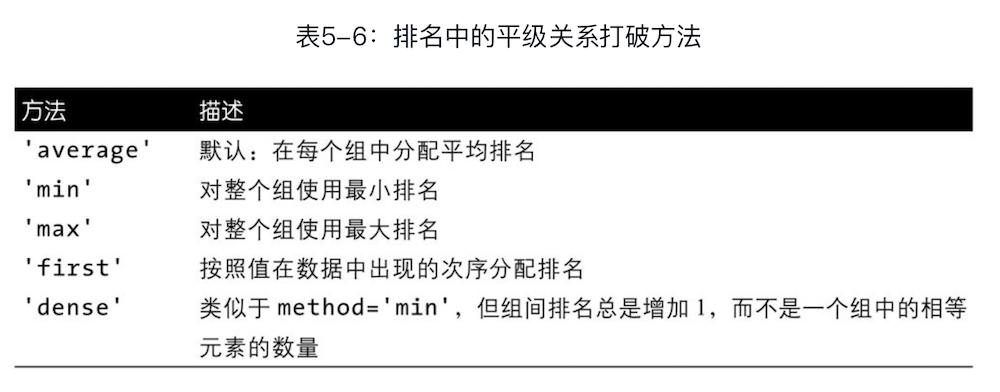 表5–6：排名中的平级关系打破方法
方法 描述
'average' 默认：在每个组中分配平均排名
'min' 对整个组使用最小排名
'max' 对整个组使用最大排名
'first' 按照值在数据中出现的次序分配排名
'dense' 类似于 method='min'，但组间排名总是增加 1，而不是一个组中的相等
元素的数量